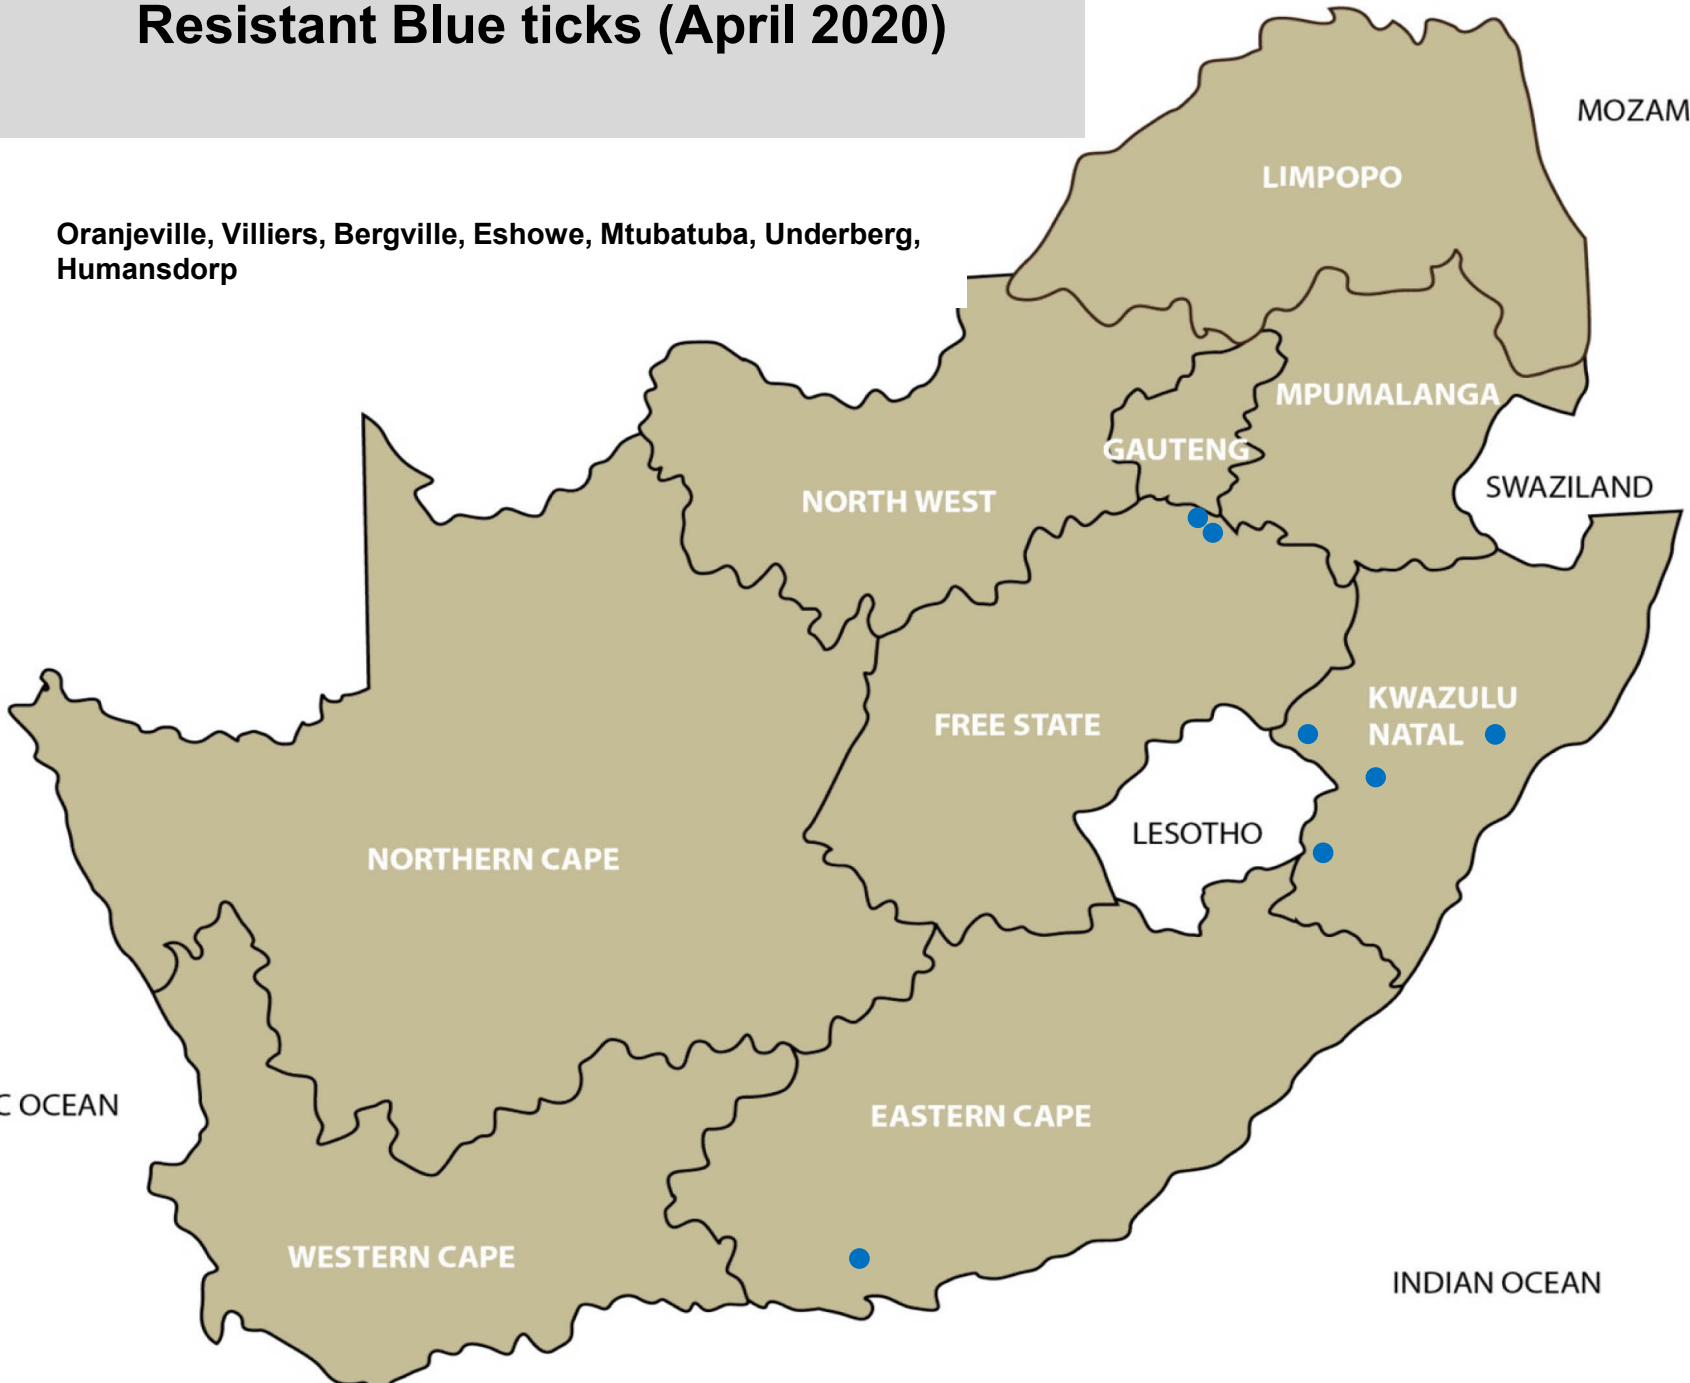 Resistant Blue ticks (April 2020)
MOZAM
LIMPOPO
Oranjeville, Villiers, Bergville, Eshowe, Mtubatuba, Underberg,
Humansdorp
MPUMALANGA
GAUTENG
SWAZILAND
NORTH WEST
KWAZULU
NATAL
FREE STATE
LESOTHO
NORTHERN CAPE
C OCEAN
EASTERN CAPE
WESTERN CAPE
INDIAN OCEAN